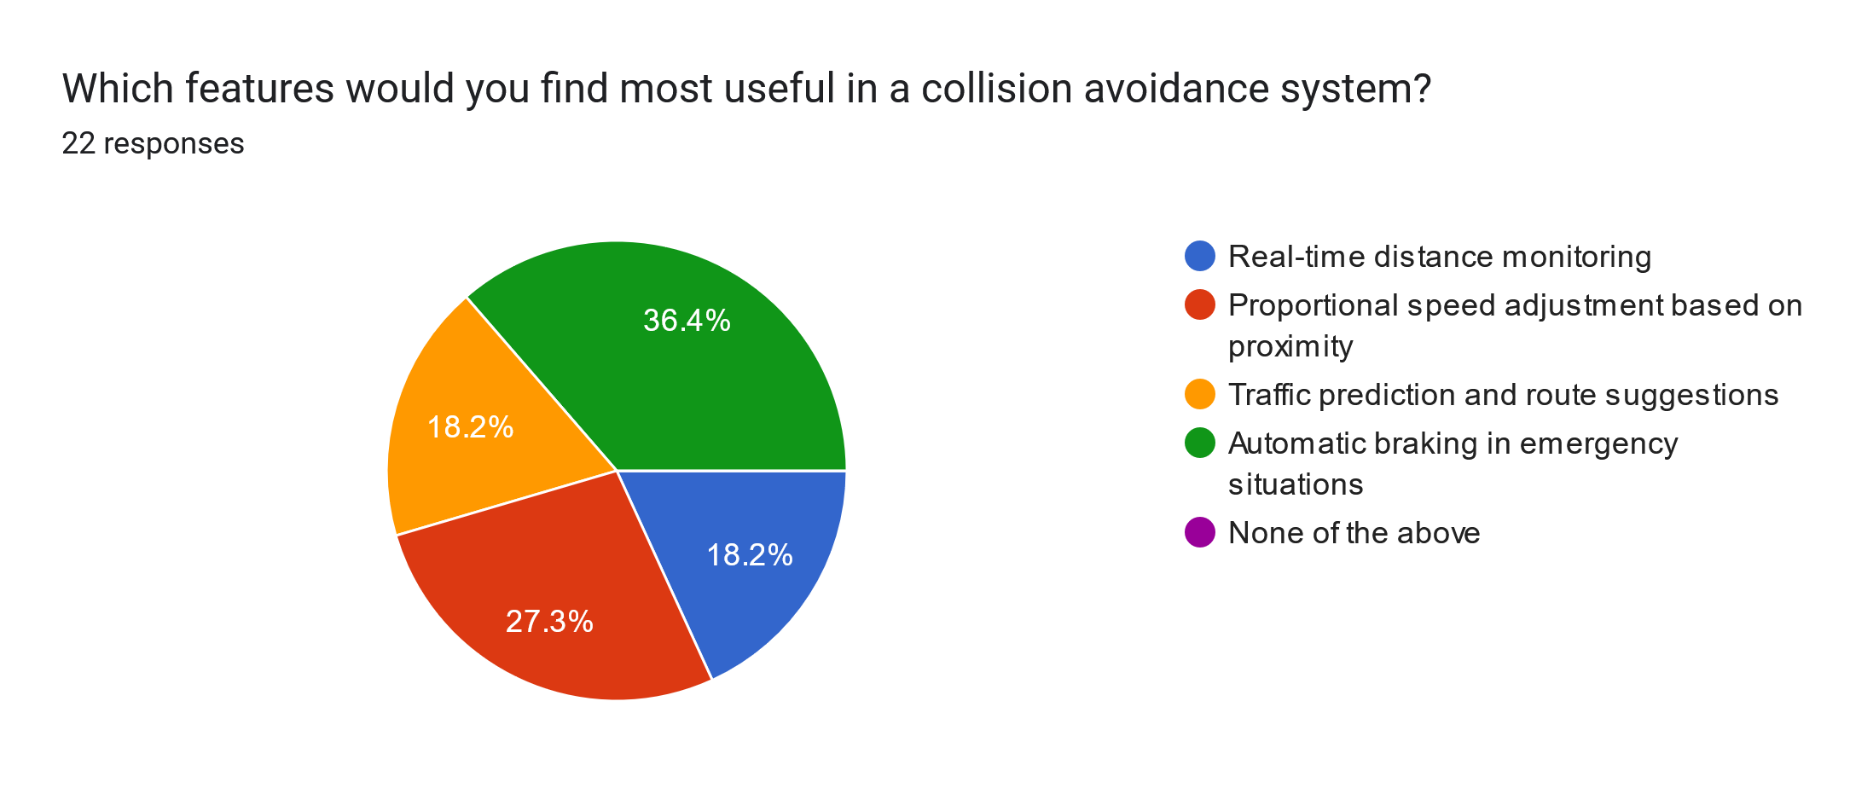 Which features would you find most useful in a collision avoidance system?
22 responses
36.4%
18.2%
18.2%
27.3%
Real-time distance monitoring
Proportional speed adjustment based on
proximity
Traffic prediction and route suggestions
Automatic braking in emergency
situations
None of the above